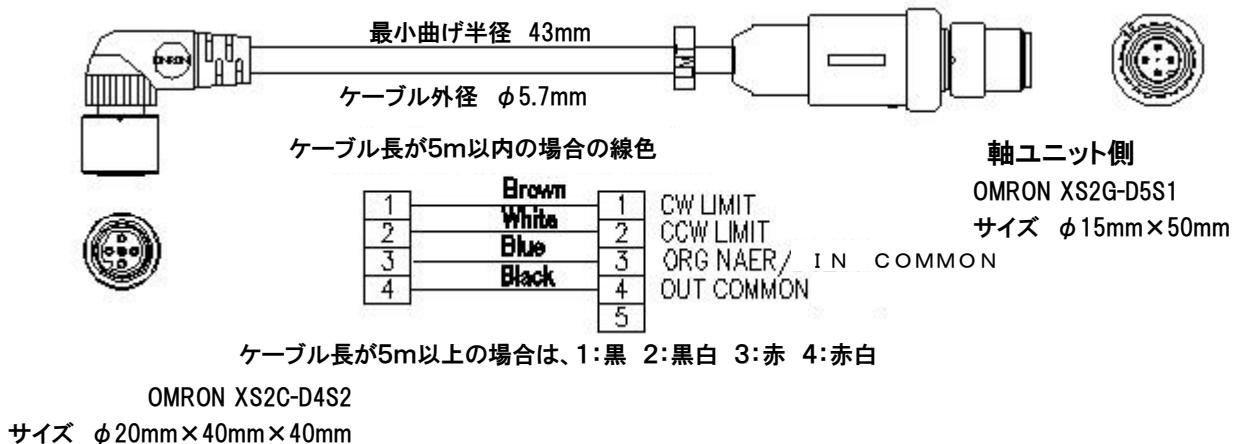 最小曲げ半径 43mm
OMRON
ケーブル外径 φ5.7mm
ケーブル長が5m以内の場合の線色
軸ユニット側
OMRON XS2G-D5S1
サイズ φ15mm×50mm
1 Brown 1 CW LIMIT
2 White 2 CCW LIMIT
3 Blue 3 ORG NAER/ IN COMMON
4 Black 4 OUT COMMON
5
ケーブル長が5m以上の場合は、1:黒 2:黒白 3:赤 4:赤白
OMRON XS2C-D4S2
サイズ φ20mm×40mm×40mm